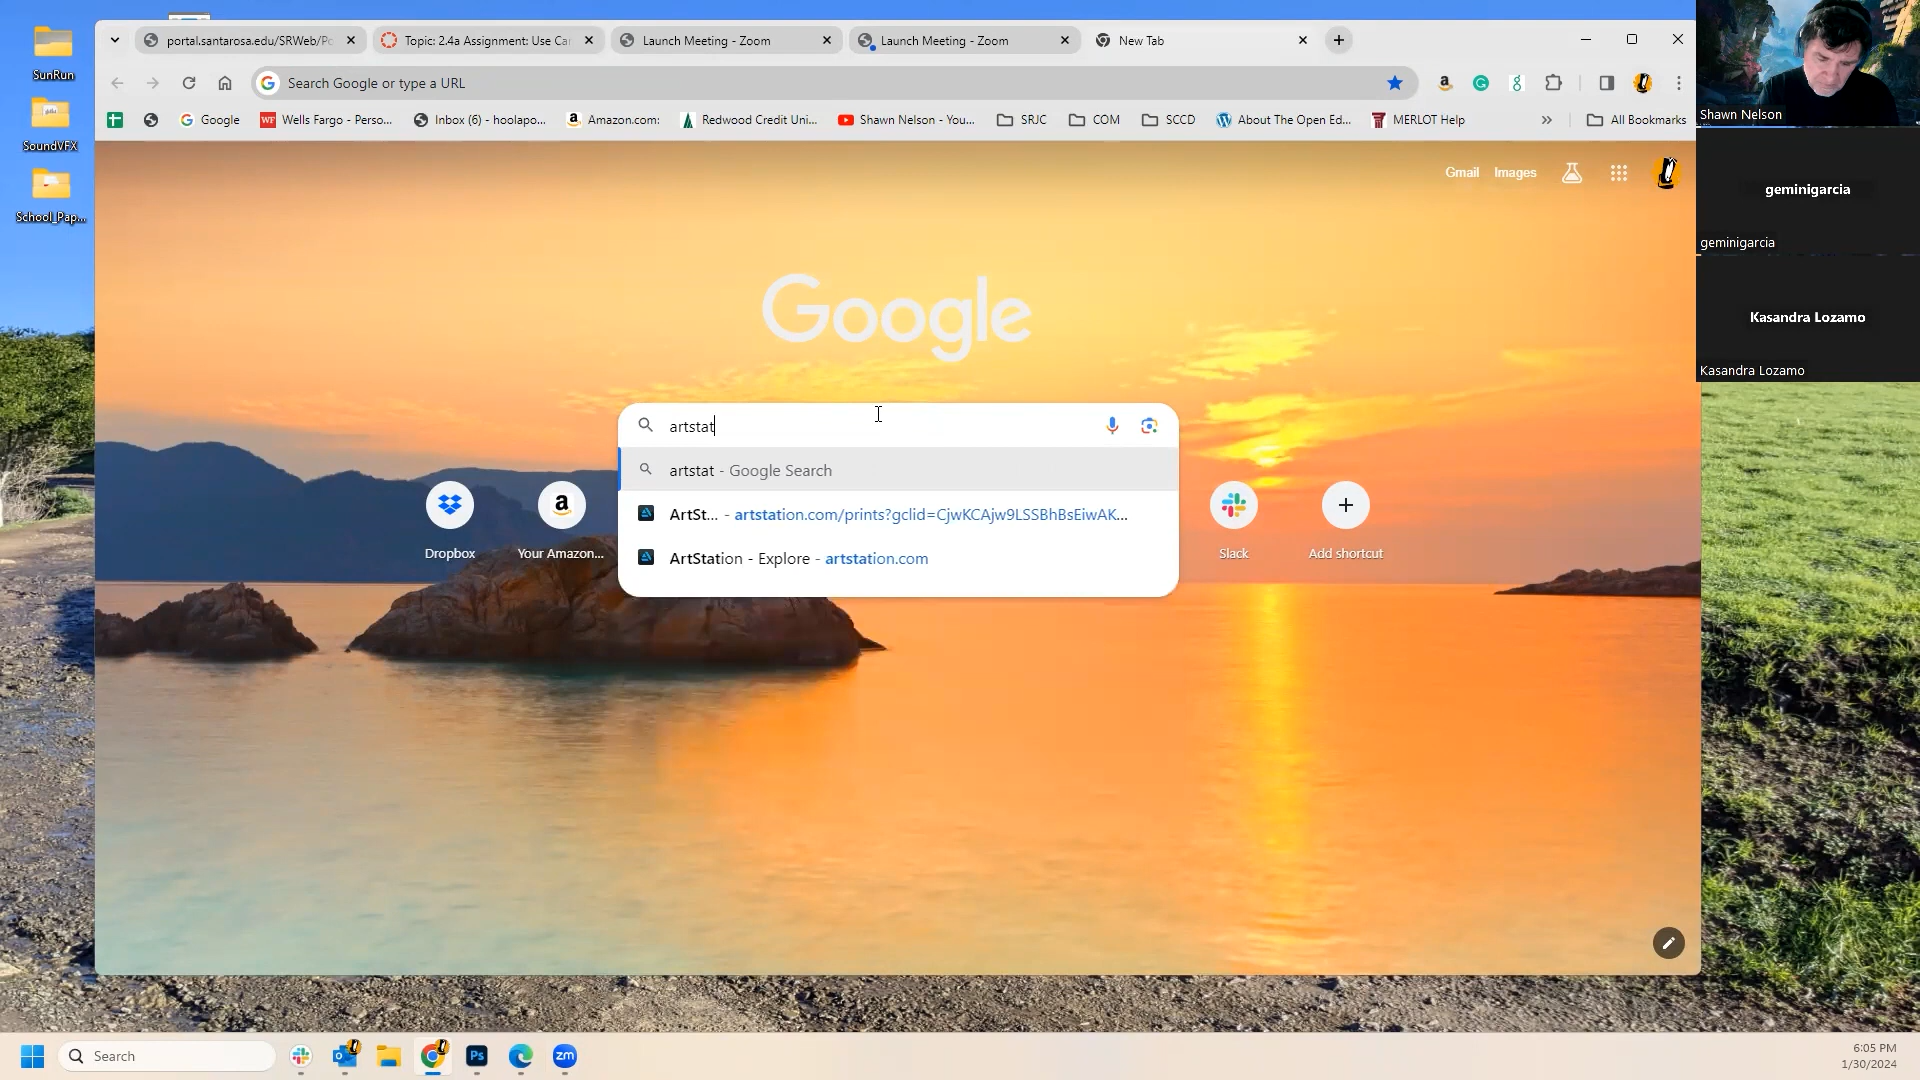 SunRun
SoundVFX
School_Pap...
portal.santarosa.edu/SRWeb/Pc
Topic: 2.4a Assignment: Use Ca
Launch Meeting - Zoom
Launch Meeting - Zoom
New Tab
Search Google or type a URL
Google
Wells Fargo - Perso...
Inbox (6) - hoolapo...
Amazon.com:
Redwood Credit Uni...
Shawn Nelson - You...
SRJC
COM
SCCD
About The Open Ed...
MERLOT Help
All Bookmarks
Gmail
Images
Google
artstat
artstat - Google Search
ArtSt... - artstation.com/prints?gclid=CjwKCAjw9LSSBhBsEiwAK...
ArtStation - Explore - artstation.com
Dropbox
Your Amazon...
Slack
Add shortcut
Shawn Nelson
geminigarcia
geminigarcia
Kasandra Lozamo
Kasandra Lozamo
Search
Ps
zm
6:05 PM
1/30/2024